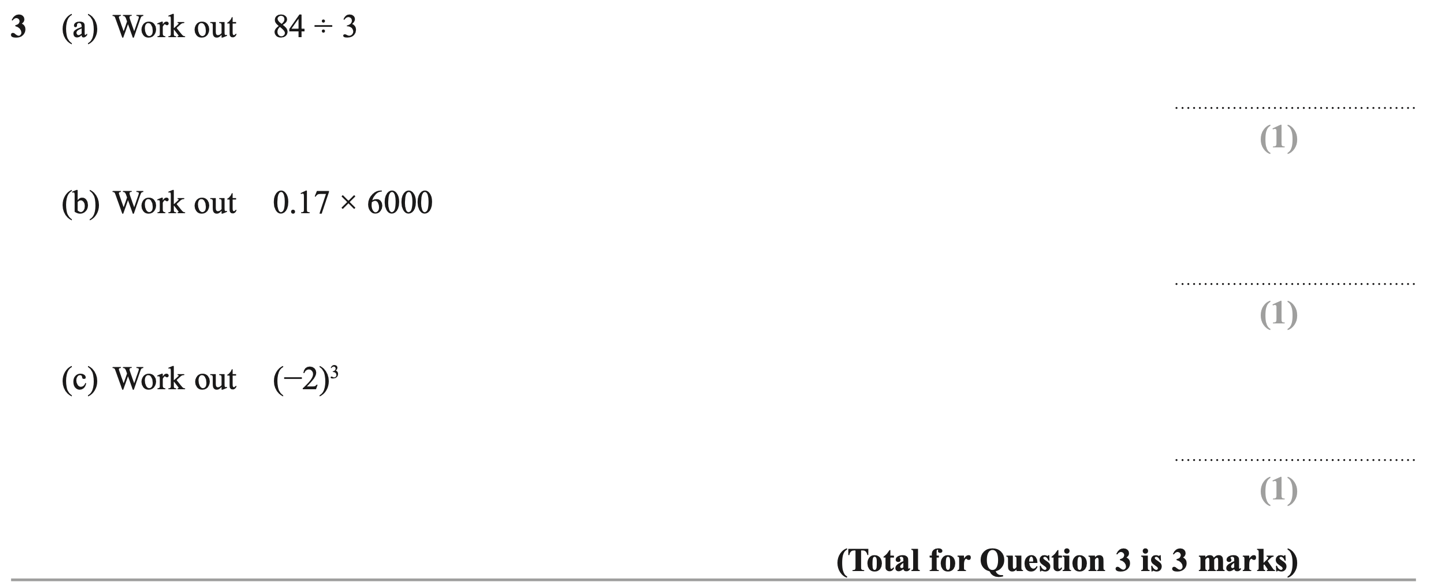 3 (a) Work out 84 ÷ 3
........................................
(1)
(b) Work out 0.17 × 6000
........................................
(1)
(c) Work out (−2)³
........................................
(1)
(Total for Question 3 is 3 marks)